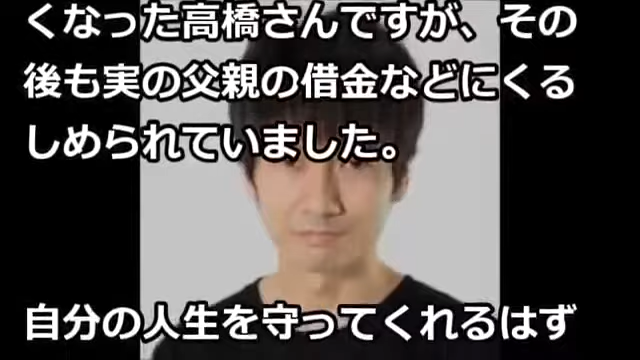 くなった高橋さんですが、その
後も実の父親の借金などにくる
しめられていました。
自分の人生を守ってくれるはず